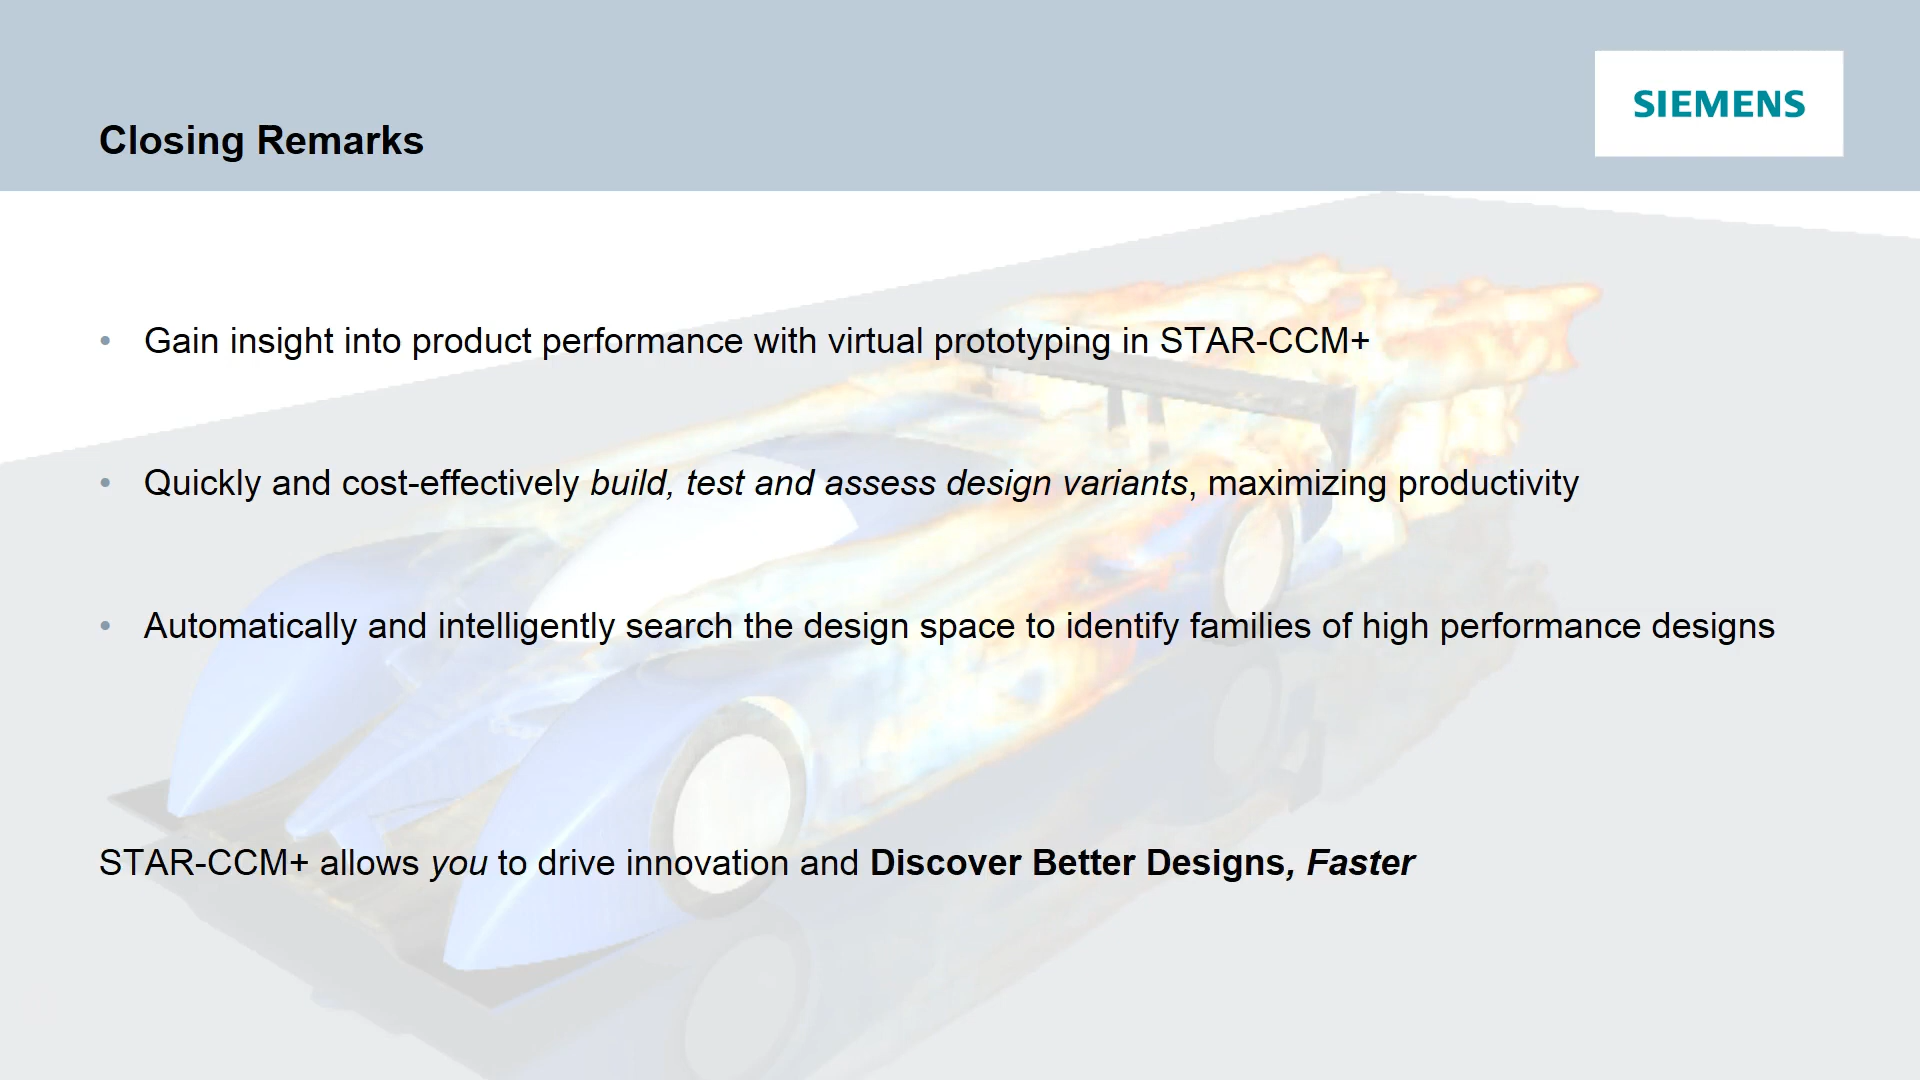 SIEMENS
Closing Remarks
• Gain insight into product performance with virtual prototyping in STAR-CCM+
• Quickly and cost-effectively build, test and assess design variants, maximizing productivity
• Automatically and intelligently search the design space to identify families of high performance designs
STAR-CCM+ allows you to drive innovation and Discover Better Designs, Faster